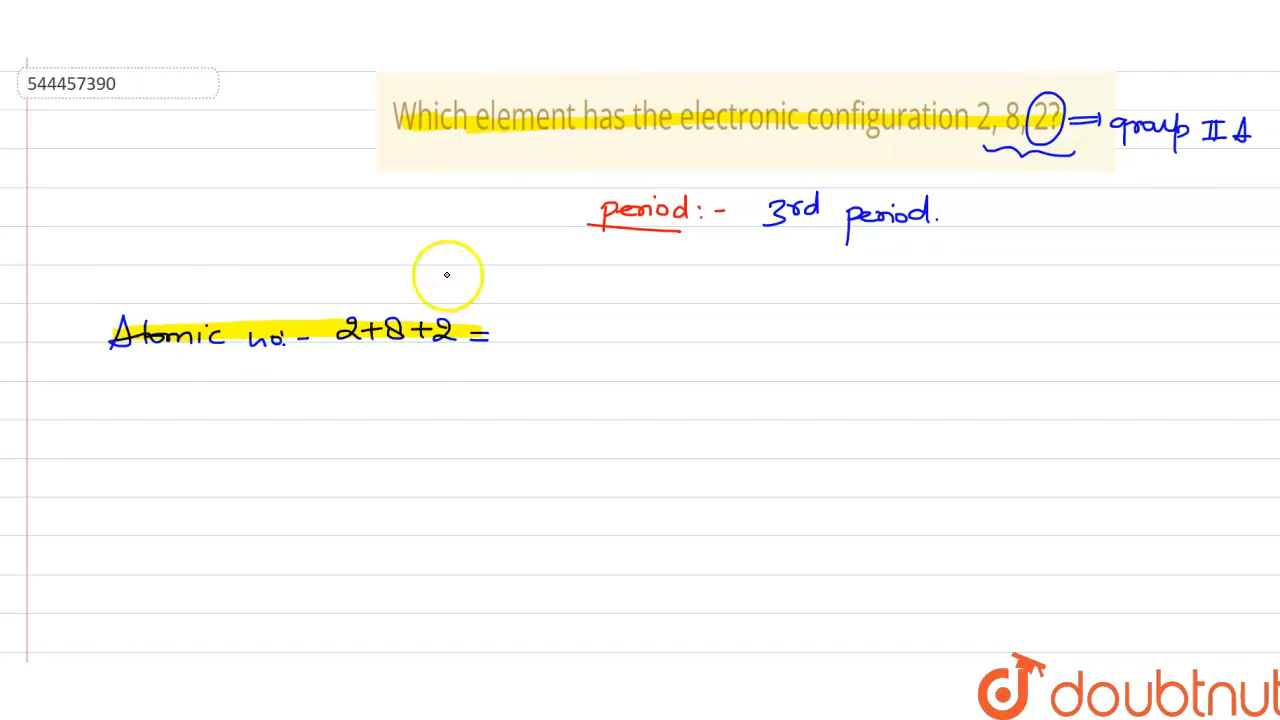 544457390
Which element has the electronic configuration 2, 8, 2? ⇒ group II A
period :- 3rd period.
Atomic no:- 2+8+2 =
doubtnut